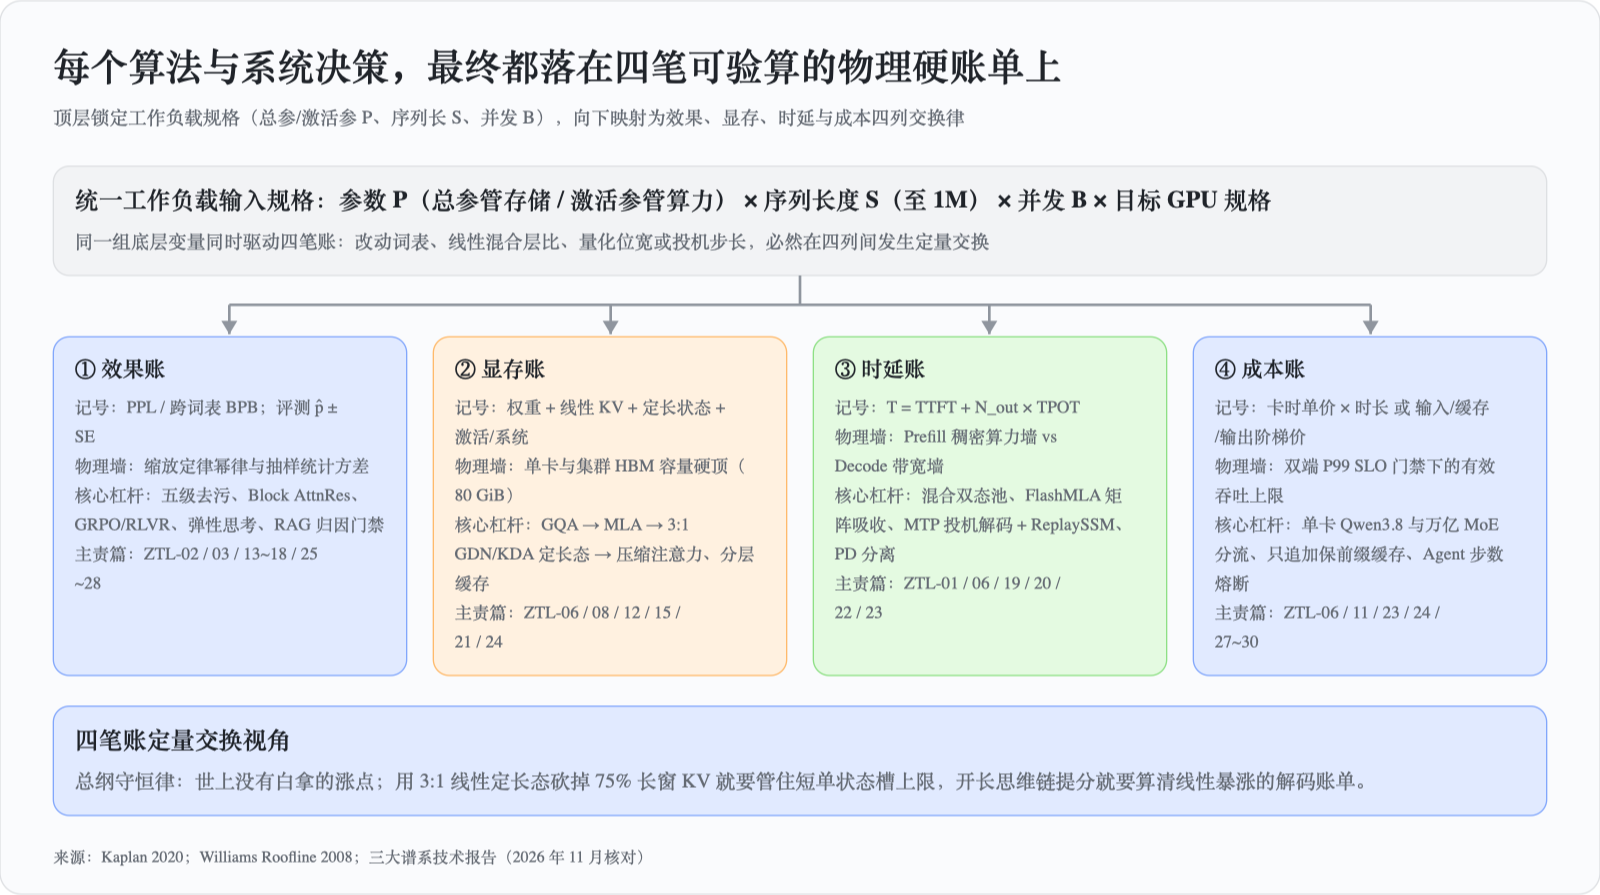 每个算法与系统决策，最终都落在四笔可验算的物理硬账单上
顶层锁定工作负载规格（总参/激活参 P、序列长 S、并发 B），向下映射为效果、显存、时延与成本四列交换律
统一工作负载输入规格：参数 P（总参管存储 / 激活参管算力） × 序列长度 S（至 1M） × 并发 B × 目标 GPU 规格
同一组底层变量同时驱动四笔账：改动词表、线性混合层比、量化位宽或投机步长，必然在四列间发生定量交换
① 效果账
记号：PPL / 跨词表 BPB；评测 p̂ ±
SE
物理墙：缩放定律幂律与抽样统计方差
核心杠杆：五级去污、Block AttnRes、
GRPO/RLVR、弹性思考、RAG 归因门禁
主责篇：ZTL-02 / 03 / 13~18 / 25
~28
② 显存账
记号：权重 + 线性 KV + 定长状态 +
激活/系统
物理墙：单卡与集群 HBM 容量硬顶（
80 GiB）
核心杠杆：GQA → MLA → 3:1
GDN/KDA 定长态 → 压缩注意力、分层
缓存
主责篇：ZTL-06 / 08 / 12 / 15 /
21 / 24
③ 时延账
记号：T = TTFT + N_out × TPOT
物理墙：Prefill 稠密算力墙 vs
Decode 带宽墙
核心杠杆：混合双态池、FlashMLA 矩
阵吸收、MTP 投机解码 + ReplaySSM、
PD 分离
主责篇：ZTL-01 / 06 / 19 / 20 /
22 / 23
④ 成本账
记号：卡时单价 × 时长 或 输入/缓存
/输出阶梯价
物理墙：双端 P99 SLO 门禁下的有效
吞吐上限
核心杠杆：单卡 Qwen3.8 与万亿 MoE
分流、只追加保前缀缓存、Agent 步数
熔断
主责篇：ZTL-06 / 11 / 23 / 24 /
27~30
四笔账定量交换视角
总纲守恒律：世上没有白拿的涨点；用 3:1 线性定长态砍掉 75% 长窗 KV 就要管住短单状态槽上限，开长思维链提分就要算清线性暴涨的解码账单。
来源：Kaplan 2020；Williams Roofline 2008；三大谱系技术报告（2026 年 11 月核对）